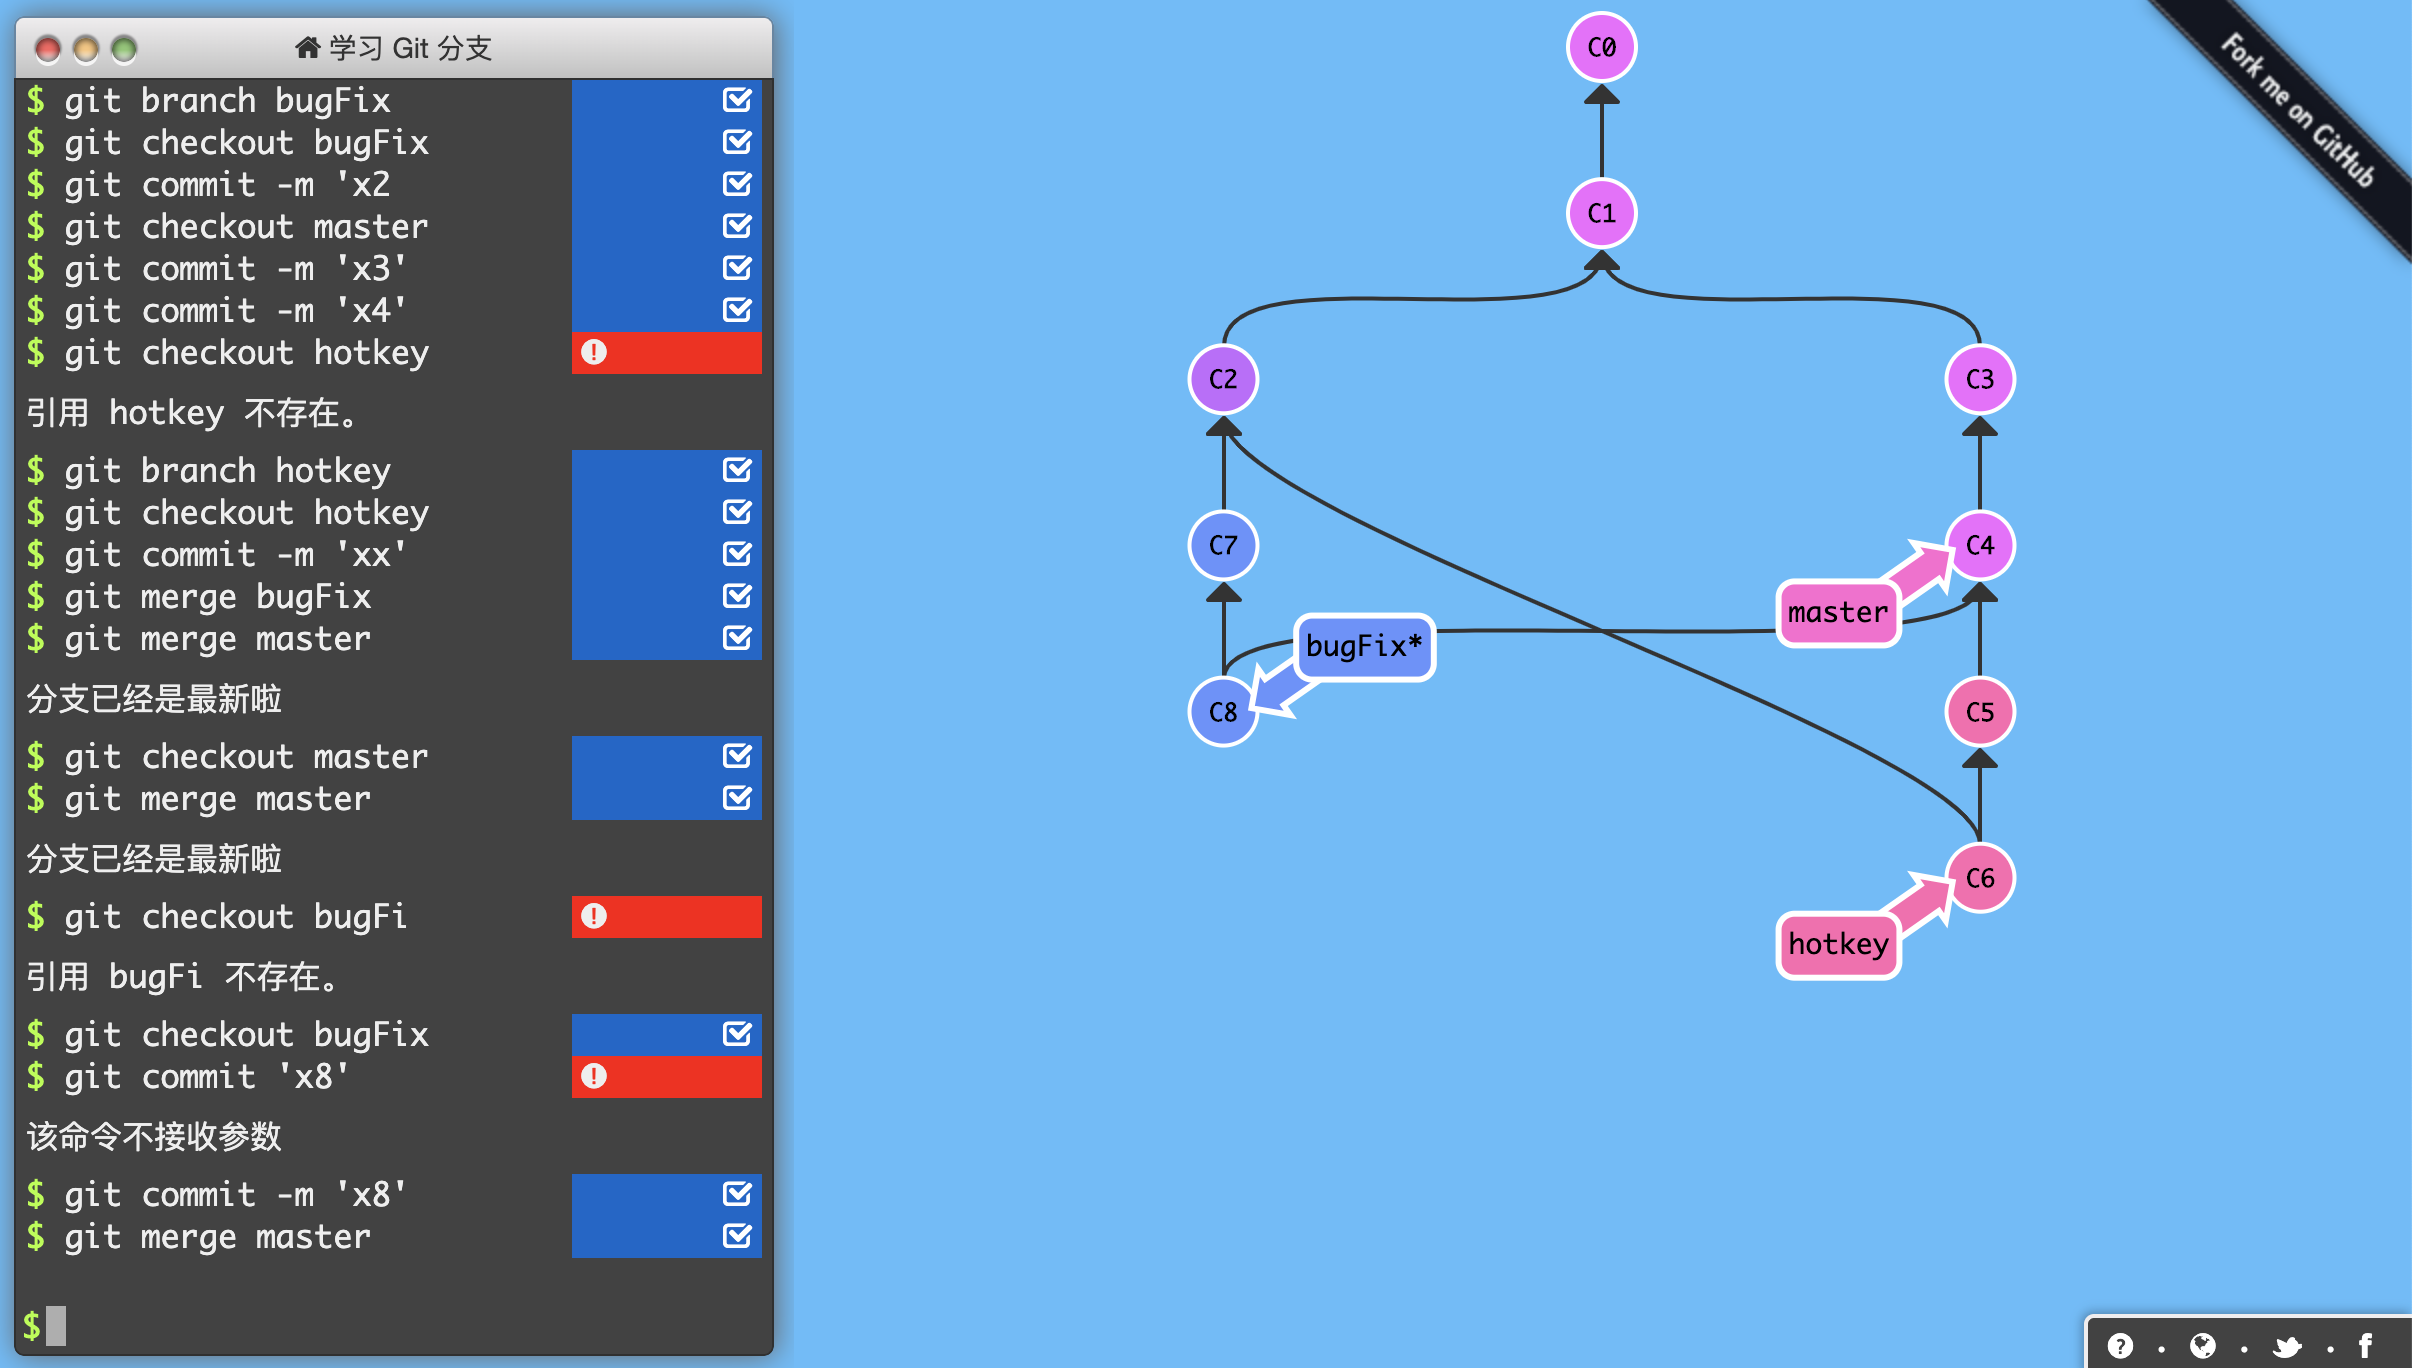 学习 Git 分支
$ git branch bugFix
$ git checkout bugFix
$ git commit -m 'x2
$ git checkout master
$ git commit -m 'x3'
$ git commit -m 'x4'
$ git checkout hotkey
引用 hotkey 不存在。
$ git branch hotkey
$ git checkout hotkey
$ git commit -m 'xx'
$ git merge bugFix
$ git merge master
分支已经是最新啦
$ git checkout master
$ git merge master
分支已经是最新啦
$ git checkout bugFi
引用 bugFi 不存在。
$ git checkout bugFix
$ git commit 'x8'
该命令不接收参数
$ git commit -m 'x8'
$ git merge master
$
C0
C1
C2
C3
C7
C4
master
bugFix*
C8
C5
C6
hotkey
Fork me on GitHub